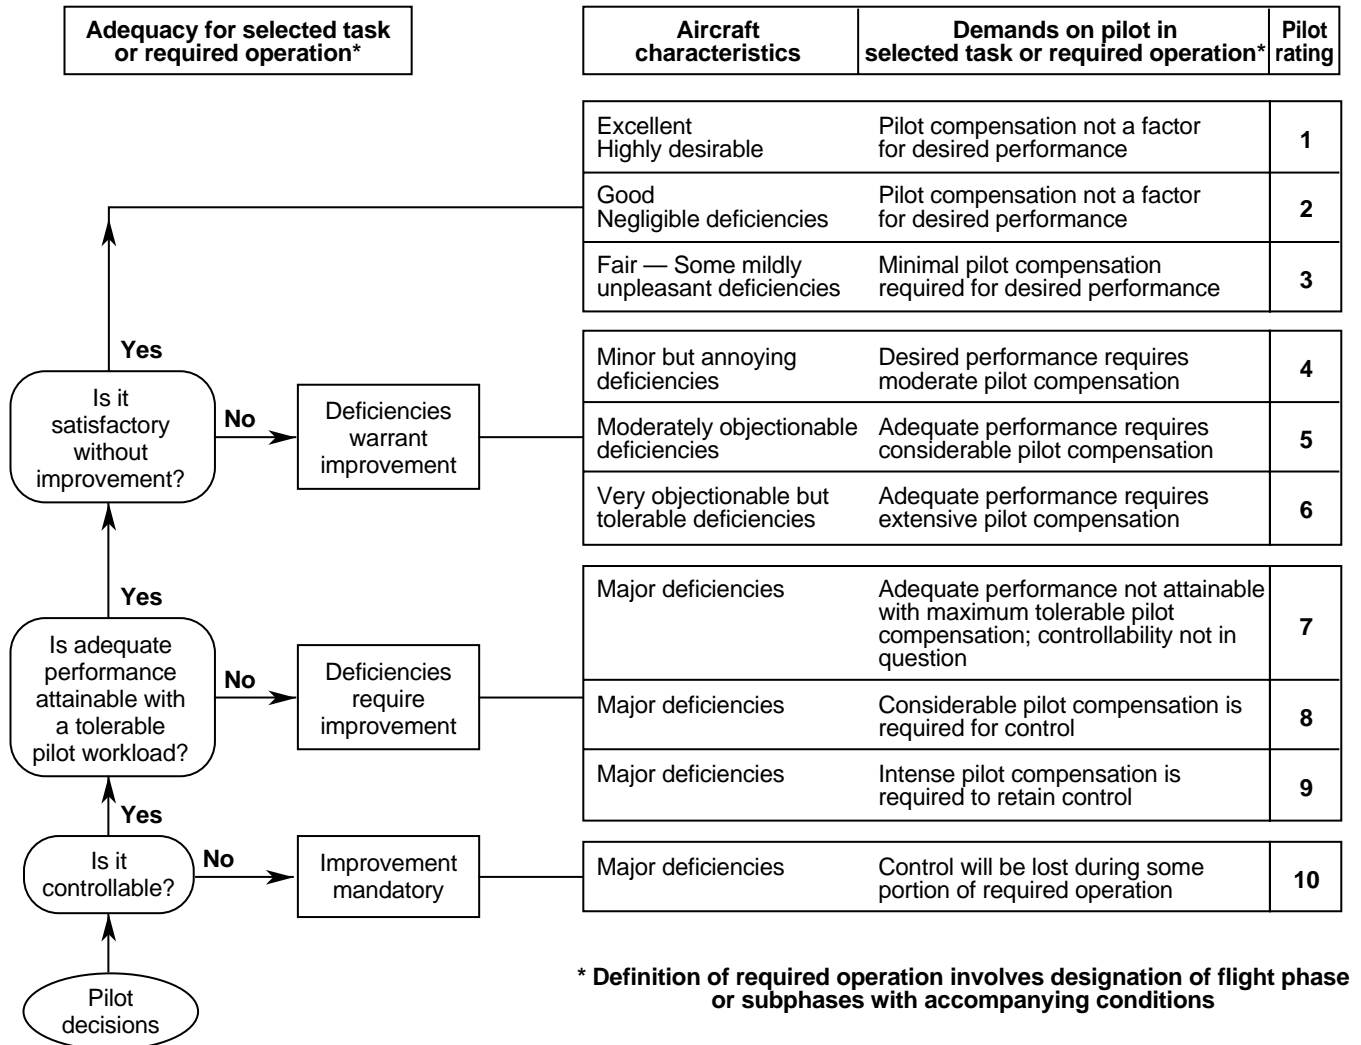 Adequacy for selected task
or required operation*
Aircraft
characteristics
Demands on pilot in
selected task or required operation*
Pilot
rating
Excellent
Highly desirable
Pilot compensation not a factor
for desired performance
1
Good
Negligible deficiencies
Pilot compensation not a factor
for desired performance
2
Fair — Some mildly
unpleasant deficiencies
Minimal pilot compensation
required for desired performance
3
Yes
Is it
satisfactory
without
improvement?
No
Deficiencies
warrant
improvement
Minor but annoying
deficiencies
Desired performance requires
moderate pilot compensation
4
Moderately objectionable
deficiencies
Adequate performance requires
considerable pilot compensation
5
Very objectionable but
tolerable deficiencies
Adequate performance requires
extensive pilot compensation
6
Yes
Is adequate
performance
attainable with
a tolerable
pilot workload?
No
Deficiencies
require
improvement
Major deficiencies
Adequate performance not attainable
with maximum tolerable pilot
compensation; controllability not in
question
7
Major deficiencies
Considerable pilot compensation is
required for control
8
Major deficiencies
Intense pilot compensation is
required to retain control
9
Yes
Is it
controllable?
No
Improvement
mandatory
Major deficiencies
Control will be lost during some
portion of required operation
10
Pilot
decisions
* Definition of required operation involves designation of flight phase
or subphases with accompanying conditions